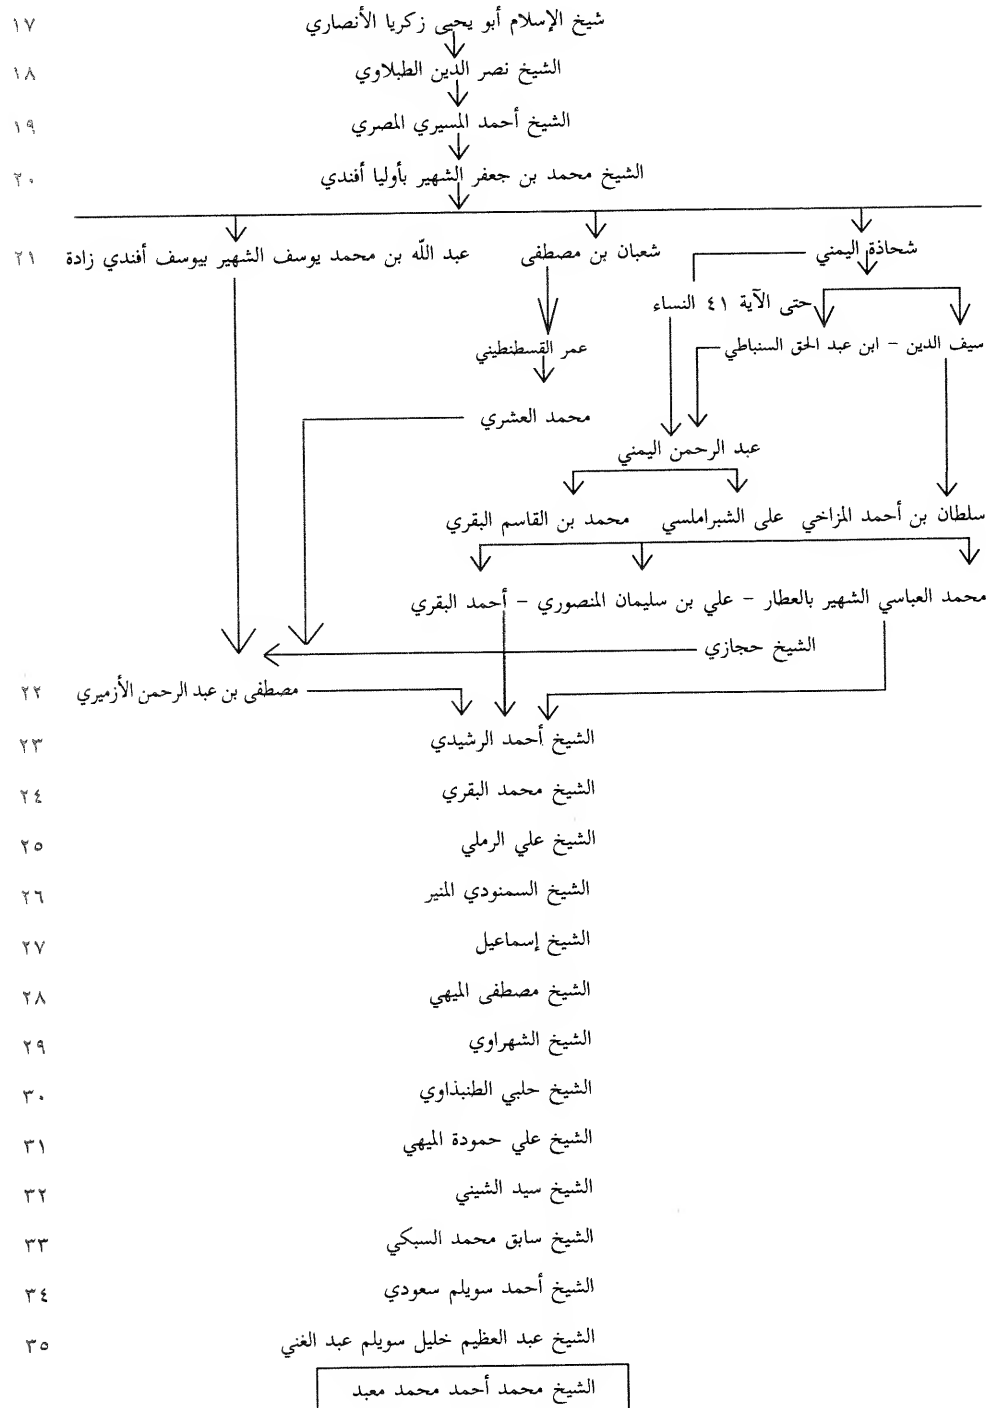 شيخ الإسلام أبو يحيى زكريا الأنصاري ١٧
الشيخ نصر الدين الطبلاوي ١٨
الشيخ أحمد المسيري المصري ١٩
الشيخ محمد بن جعفر الشهير بأوليا أفندي ٢٠
شحاذة اليمني شعبان بن مصطفى عبد اللّه بن محمد يوسف الشهير بيوسف أفندي زادة ٢١
حتى الآية ٤١ النساء
سيف الدين - ابن عبد الحق السنباطي عمر القسطنطيني
محمد العشري
عبد الرحمن اليمني
سلطان بن أحمد المزاخي على الشبراملسي محمد بن القاسم البقري
محمد العباسي الشهير بالعطار - علي بن سليمان المنصوري - أحمد البقري
الشيخ حجازي
مصطفى بن عبد الرحمن الأزميري ٢٢
الشيخ أحمد الرشيدي ٢٣
الشيخ محمد البقري ٢٤
الشيخ علي الرملي ٢٥
الشيخ السمنودي المنير ٢٦
الشيخ إسماعيل ٢٧
الشيخ مصطفى الميهي ٢٨
الشيخ الشهراوي ٢٩
الشيخ حلبي الطنبذاوي ٣٠
الشيخ علي حمودة الميهي ٣١
الشيخ سيد الشيني ٣٢
الشيخ سابق محمد السبكي ٣٣
الشيخ أحمد سويلم سعودي ٣٤
الشيخ عبد العظيم خليل سويلم عبد الغني ٣٥
الشيخ محمد أحمد محمد معبد